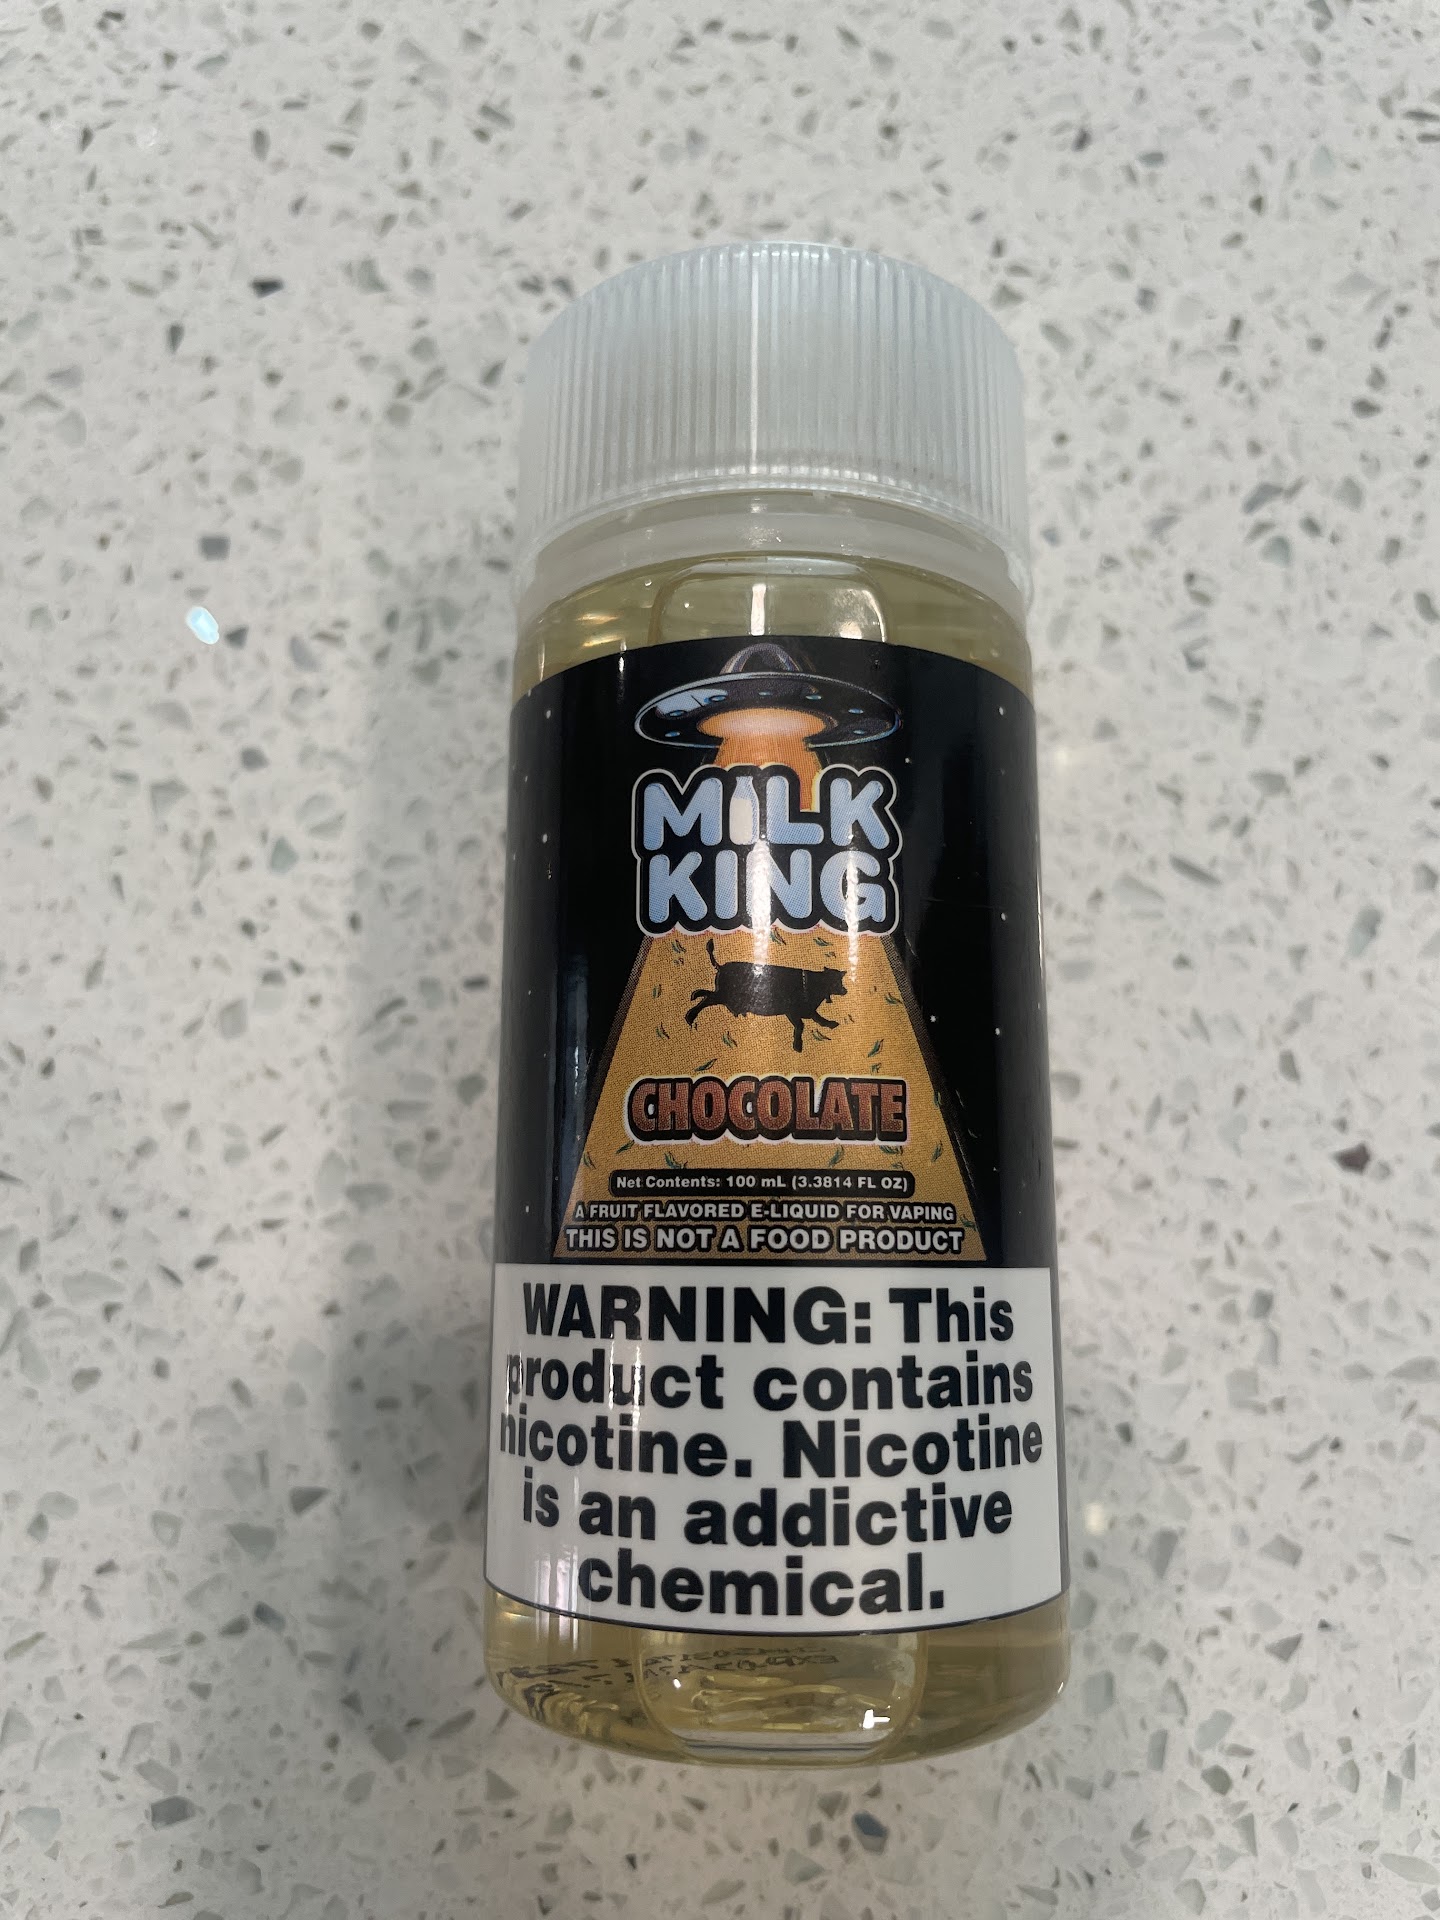 MILK
KING
CHOCOLATE
Net Contents: 100 mL (3.3814 FL OZ)
A FRUIT FLAVORED E-LIQUID FOR VAPING
THIS IS NOT A FOOD PRODUCT
WARNING: This
product contains
nicotine. Nicotine
is an addictive
chemical.